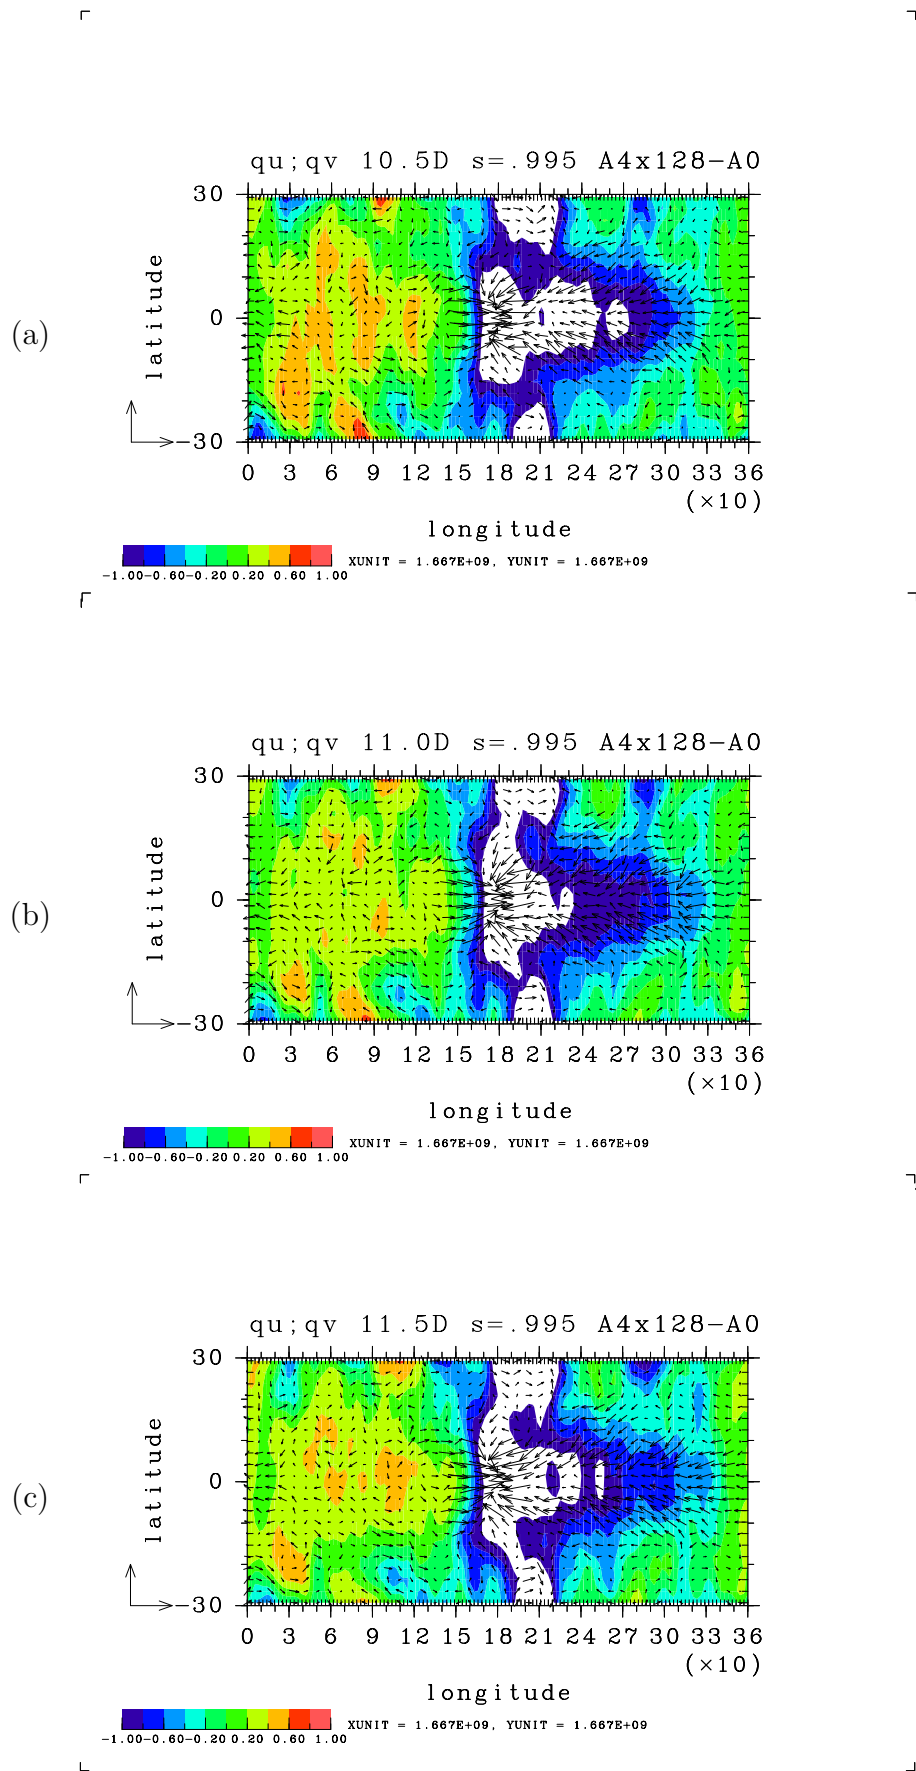 qu;qv 10.5D s=.995 A4x128−A0
30
0
−30
latitude
(a)
0 3 6 9 12 15 18 21 24 27 30 33 36
(×10)
longitude
XUNIT = 1.667E+09, YUNIT = 1.667E+09
−1.00−0.60−0.20 0.20 0.60 1.00
qu;qv 11.0D s=.995 A4x128−A0
30
0
−30
latitude
(b)
0 3 6 9 12 15 18 21 24 27 30 33 36
(×10)
longitude
XUNIT = 1.667E+09, YUNIT = 1.667E+09
−1.00−0.60−0.20 0.20 0.60 1.00
qu;qv 11.5D s=.995 A4x128−A0
30
0
−30
latitude
(c)
0 3 6 9 12 15 18 21 24 27 30 33 36
(×10)
longitude
XUNIT = 1.667E+09, YUNIT = 1.667E+09
−1.00−0.60−0.20 0.20 0.60 1.00